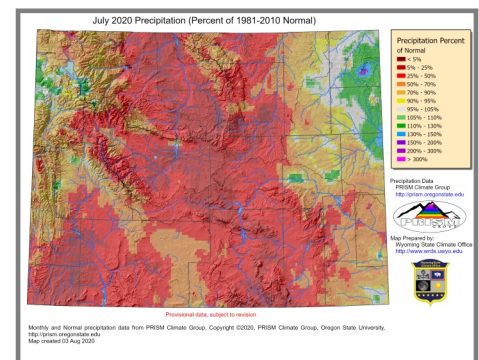 July 2020 Precipitation (Percent of 1981-2010 Normal)
Precipitation Percent
of Normal
< 5%
5% - 25%
25% - 50%
50% - 70%
70% - 90%
90% - 95%
95% - 105%
105% - 110%
110% - 130%
130% - 150%
150% - 200%
200% - 300%
> 300%
Precipitation Data
PRISM Climate Group
http://prism.oregonstate.edu
PRISM
GROUP
Map Prepared by:
Wyoming State Climate Office
http://www.wrds.uwyo.edu
Provisional data, subject to revision
Monthly and Normal precipitation data from PRISM Climate Group, Copyright ©2020, PRISM Climate Group, Oregon State University,
http://prism.oregonstate.edu
Map created 03 Aug 2020